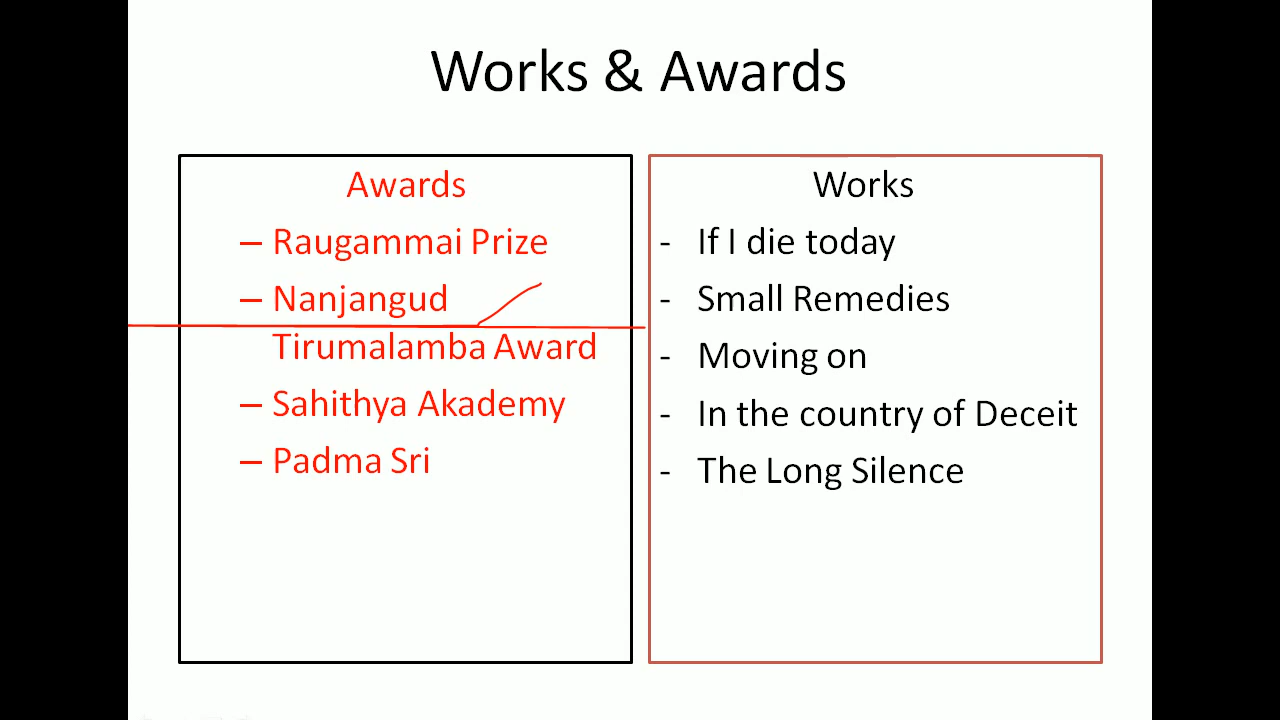 Works & Awards
Awards
– Raugammai Prize
– Nanjangud
Tirumalamba Award
– Sahithya Akademy
– Padma Sri
Works
- If I die today
- Small Remedies
- Moving on
- In the country of Deceit
- The Long Silence